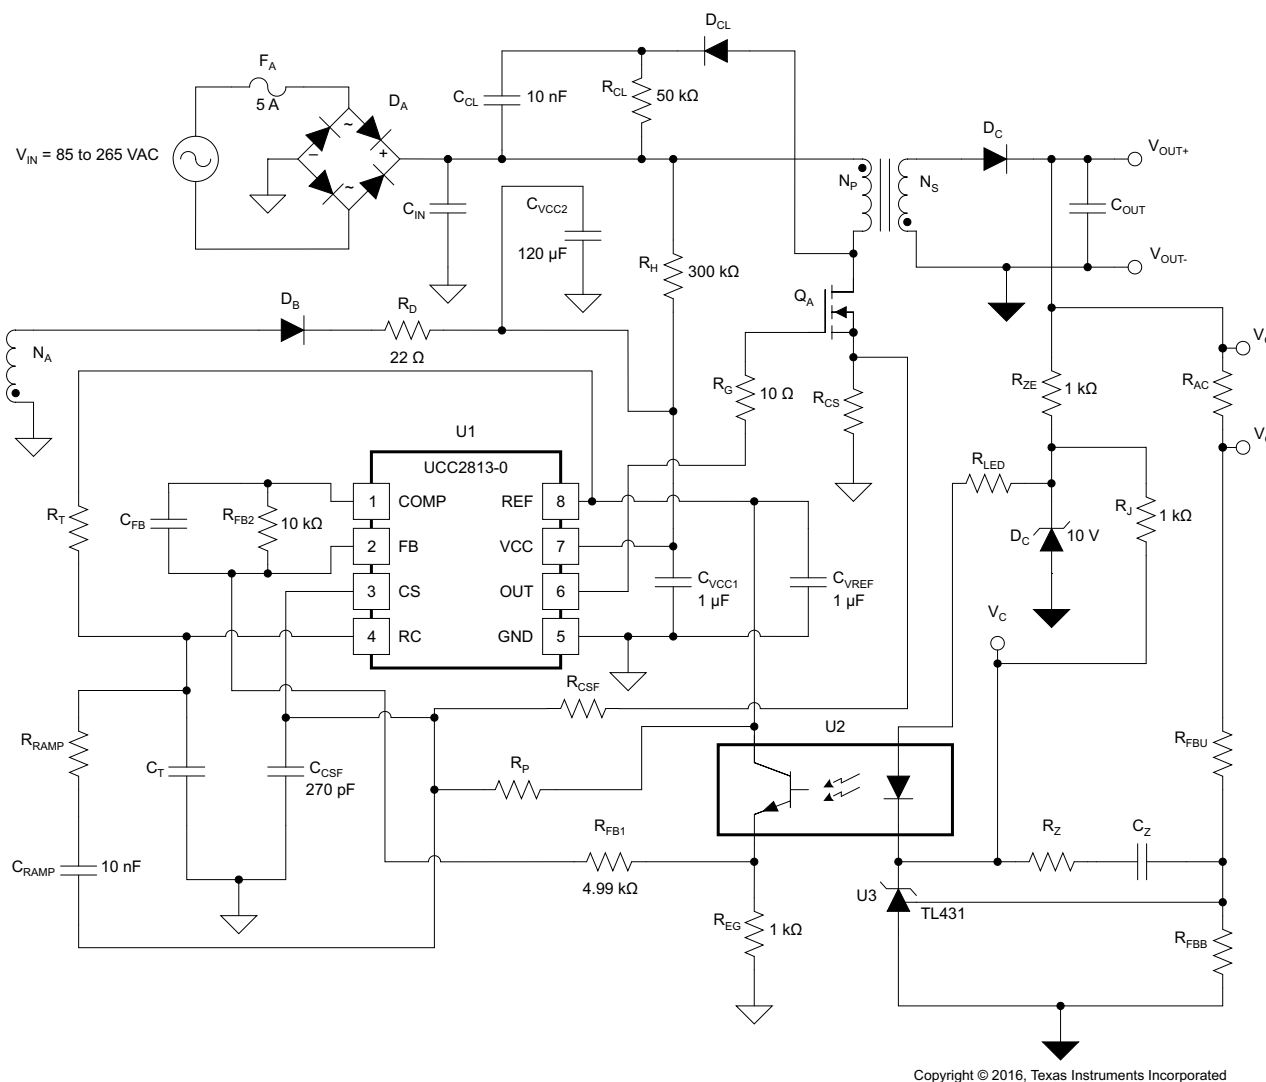 D_CL
F_A
5 A
D_A
C_CL
10 nF
R_CL
50 kΩ
V_IN = 85 to 265 VAC
~
~
−
+
D_C
V_OUT+
N_P
N_S
C_IN
C_VCC2
120 µF
C_OUT
R_H
300 kΩ
V_OUT-
Q_A
D_B
R_D
22 Ω
N_A
R_G
10 Ω
R_CS
R_ZE
1 kΩ
R_AC
U1
UCC2813-0
R_LED
R_T
C_FB
R_FB2
10 kΩ
1 COMP REF 8
2 FB VCC 7
3 CS OUT 6
4 RC GND 5
R_J
1 kΩ
D_C
10 V
C_VCC1
1 µF
C_VREF
1 µF
V_C
R_CSF
U2
R_RAMP
C_T
C_CSF
270 pF
R_P
R_FBU
R_FB1
4.99 kΩ
R_Z
C_Z
C_RAMP
10 nF
U3
TL431
R_EG
1 kΩ
R_FBB
Copyright © 2016, Texas Instruments Incorporated